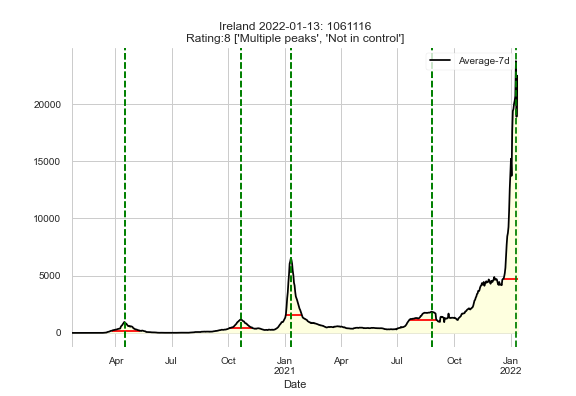 Ireland 2022-01-13: 1061116
Rating:8 ['Multiple peaks', 'Not in control']
Average-7d
20000
15000
10000
5000
0
Apr Jul Oct Jan Apr Jul Oct Jan
2021 2022
Date